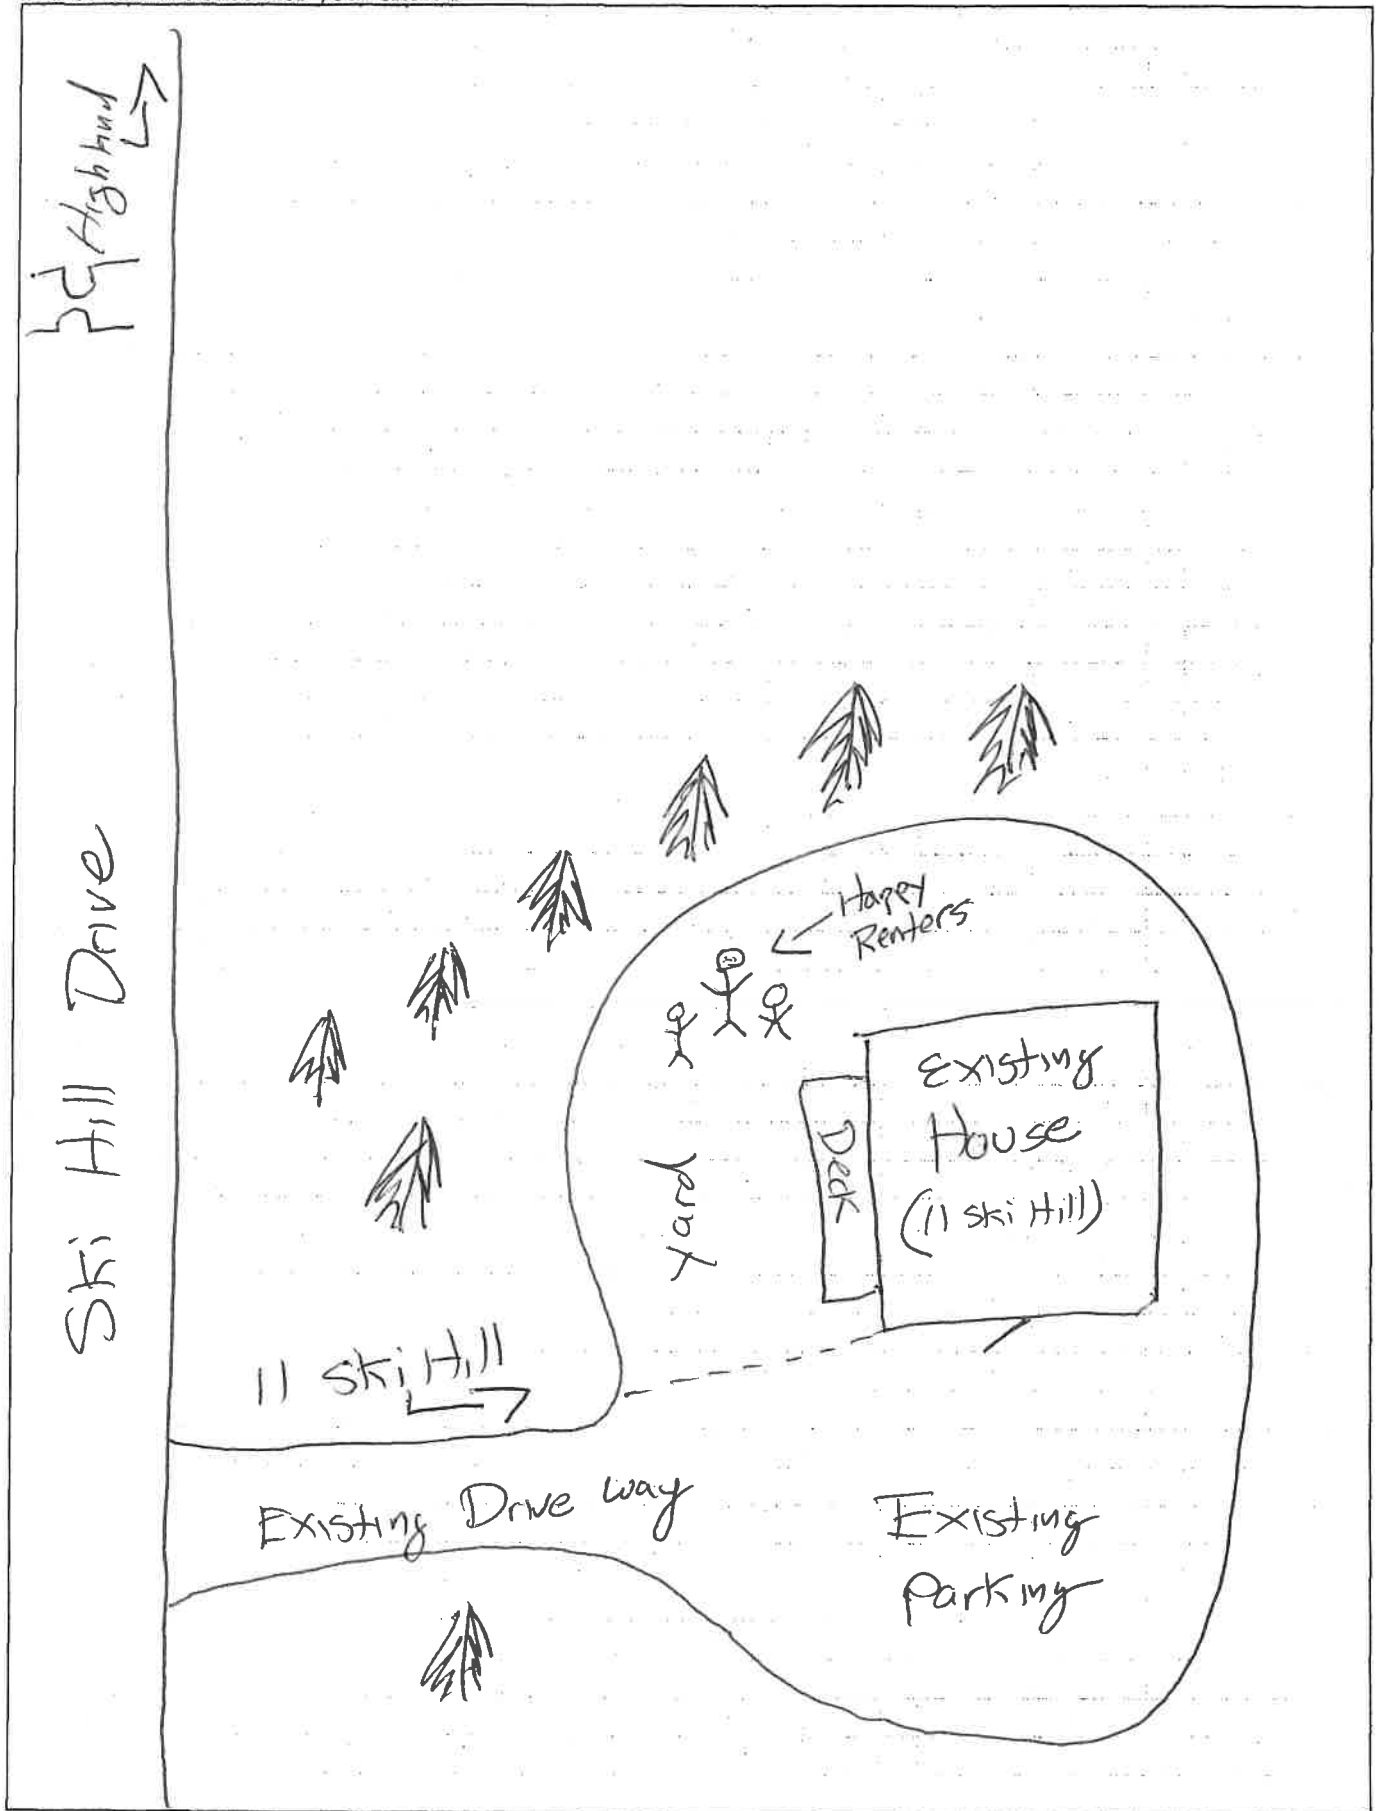 Highland
Ski Hill Drive
Happy
Renters
Existing
House
(11 Ski Hill)
Deck
Yard
11 Ski Hill
Existing Drive way
Existing
Parking